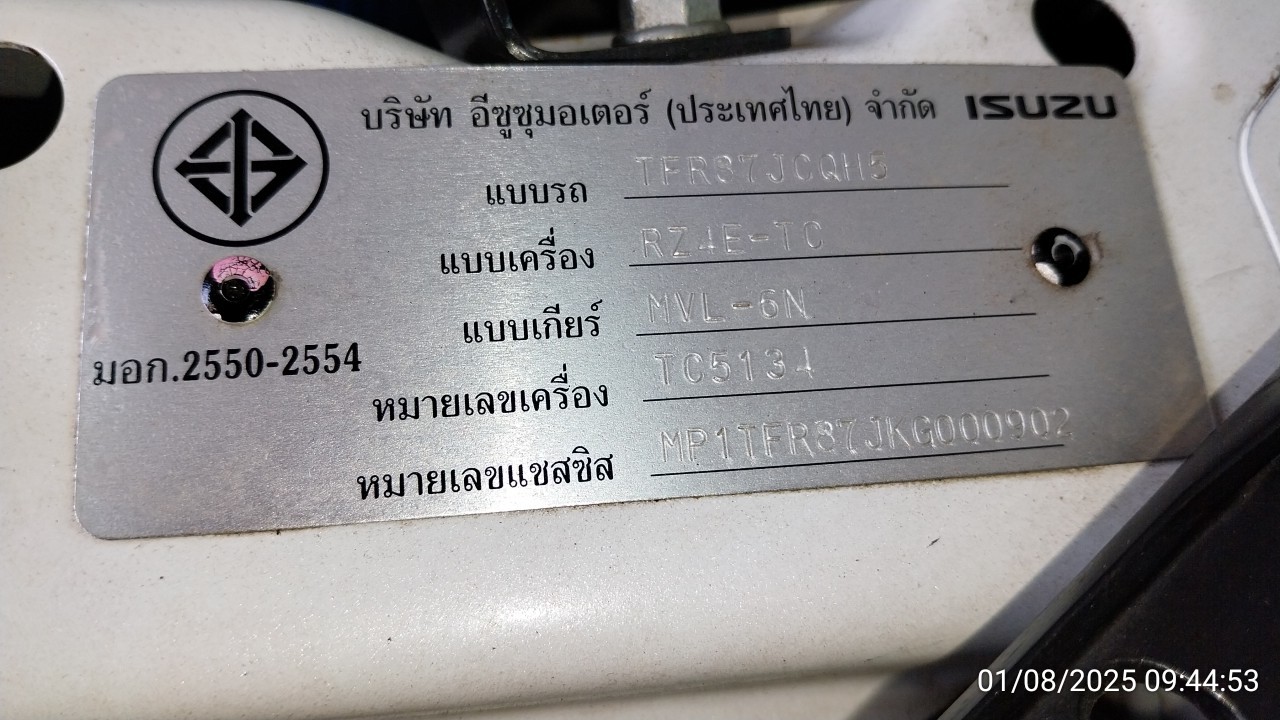 บริษัท อีซูซุมอเตอร์ (ประเทศไทย) จำกัด ISUZU
แบบรถ TFR87JCQH5
แบบเครื่อง RZ4E-TC
แบบเกียร์ MVL-6N
มอก.2550-2554
หมายเลขเครื่อง TC5134
หมายเลขแชสซิส MP1TFR87JKG000902
01/08/2025 09:44:53